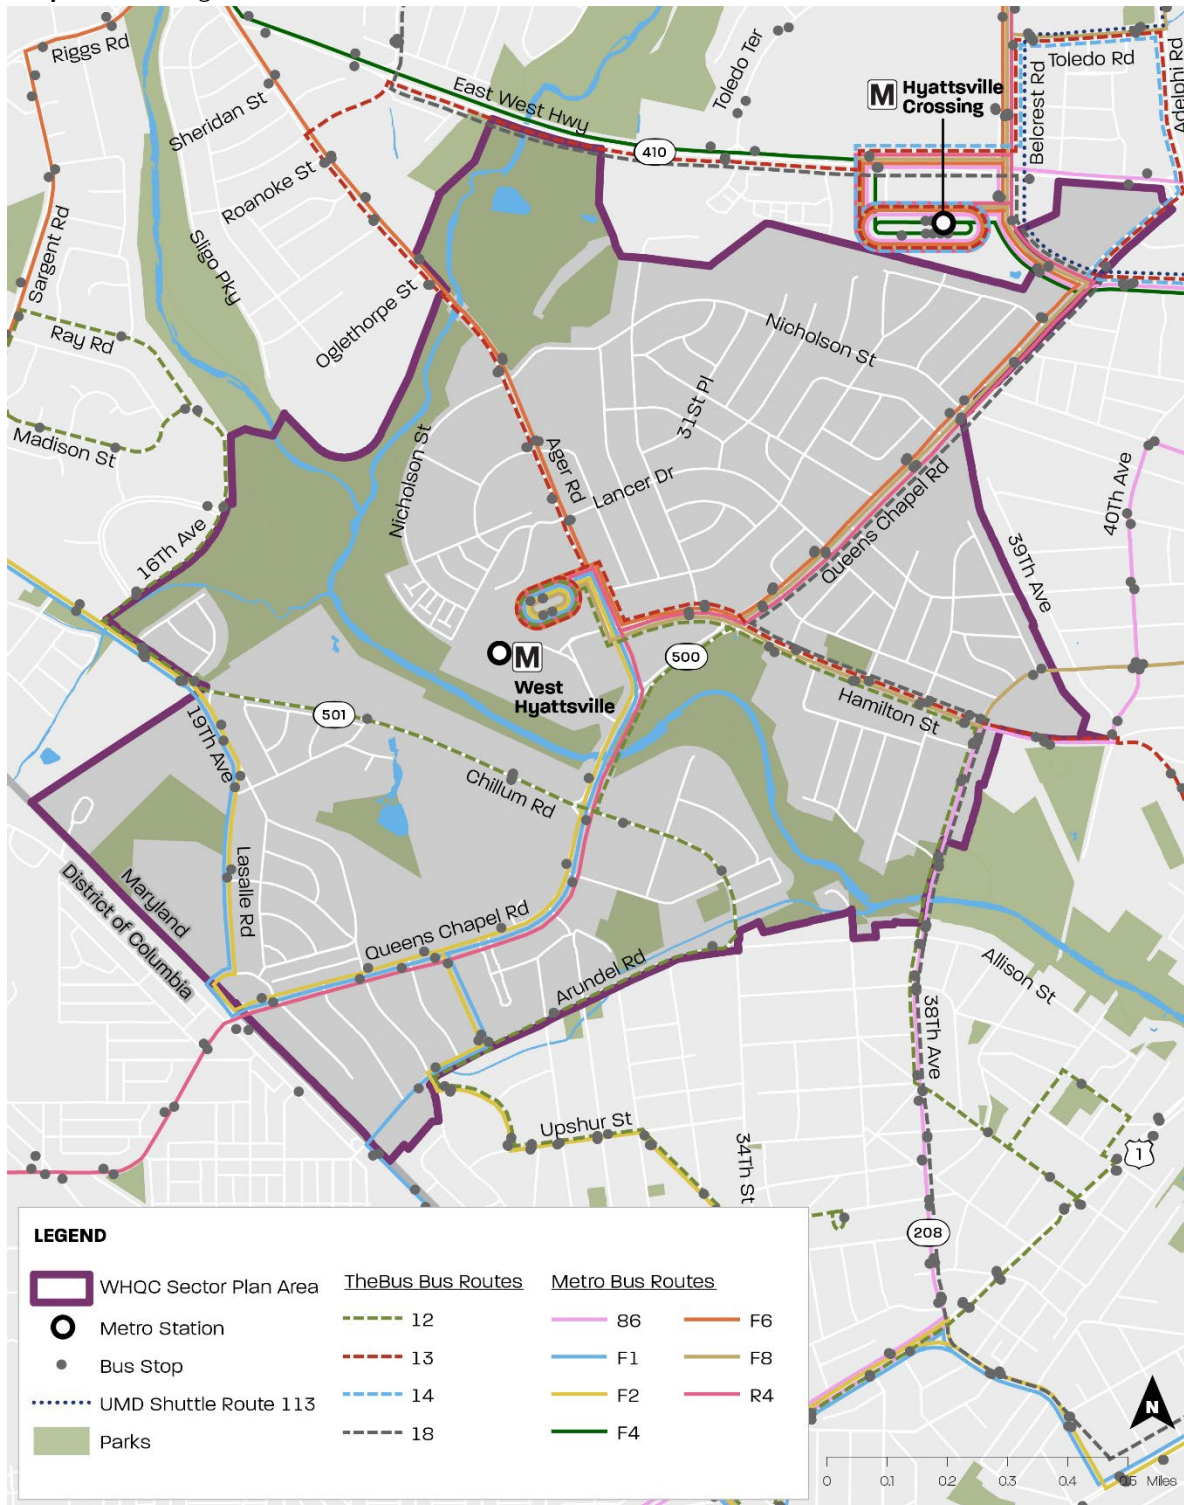 Riggs Rd
Toledo Ter
Toledo Rd
Adelphi Rd
Belcrest Rd
M Hyattsville
Crossing
East West Hwy
410
Sheridan St
Roanoke St
Sligo Pky
Sargent Rd
Oglethorpe St
Ray Rd
Nicholson St
31St Pl
Madison St
Nicholson St
Ager Rd
Lancer Dr
Queens Chapel Rd
40Th Ave
39Th Ave
16Th Ave
M
West
Hyattsville
500
Hamilton St
501
19Th Ave
Chillum Rd
Lasalle Rd
Maryland
District of Columbia
Queens Chapel Rd
Arundel Rd
Allison St
38Th Ave
Upshur St
34Th St
1
208
LEGEND
WHQC Sector Plan Area
Metro Station
Bus Stop
UMD Shuttle Route 113
Parks
TheBus Bus Routes
12
13
14
18
Metro Bus Routes
86
F1
F2
F4
F6
F8
R4
N
0 0.1 0.2 0.3 0.4 0.5 Miles